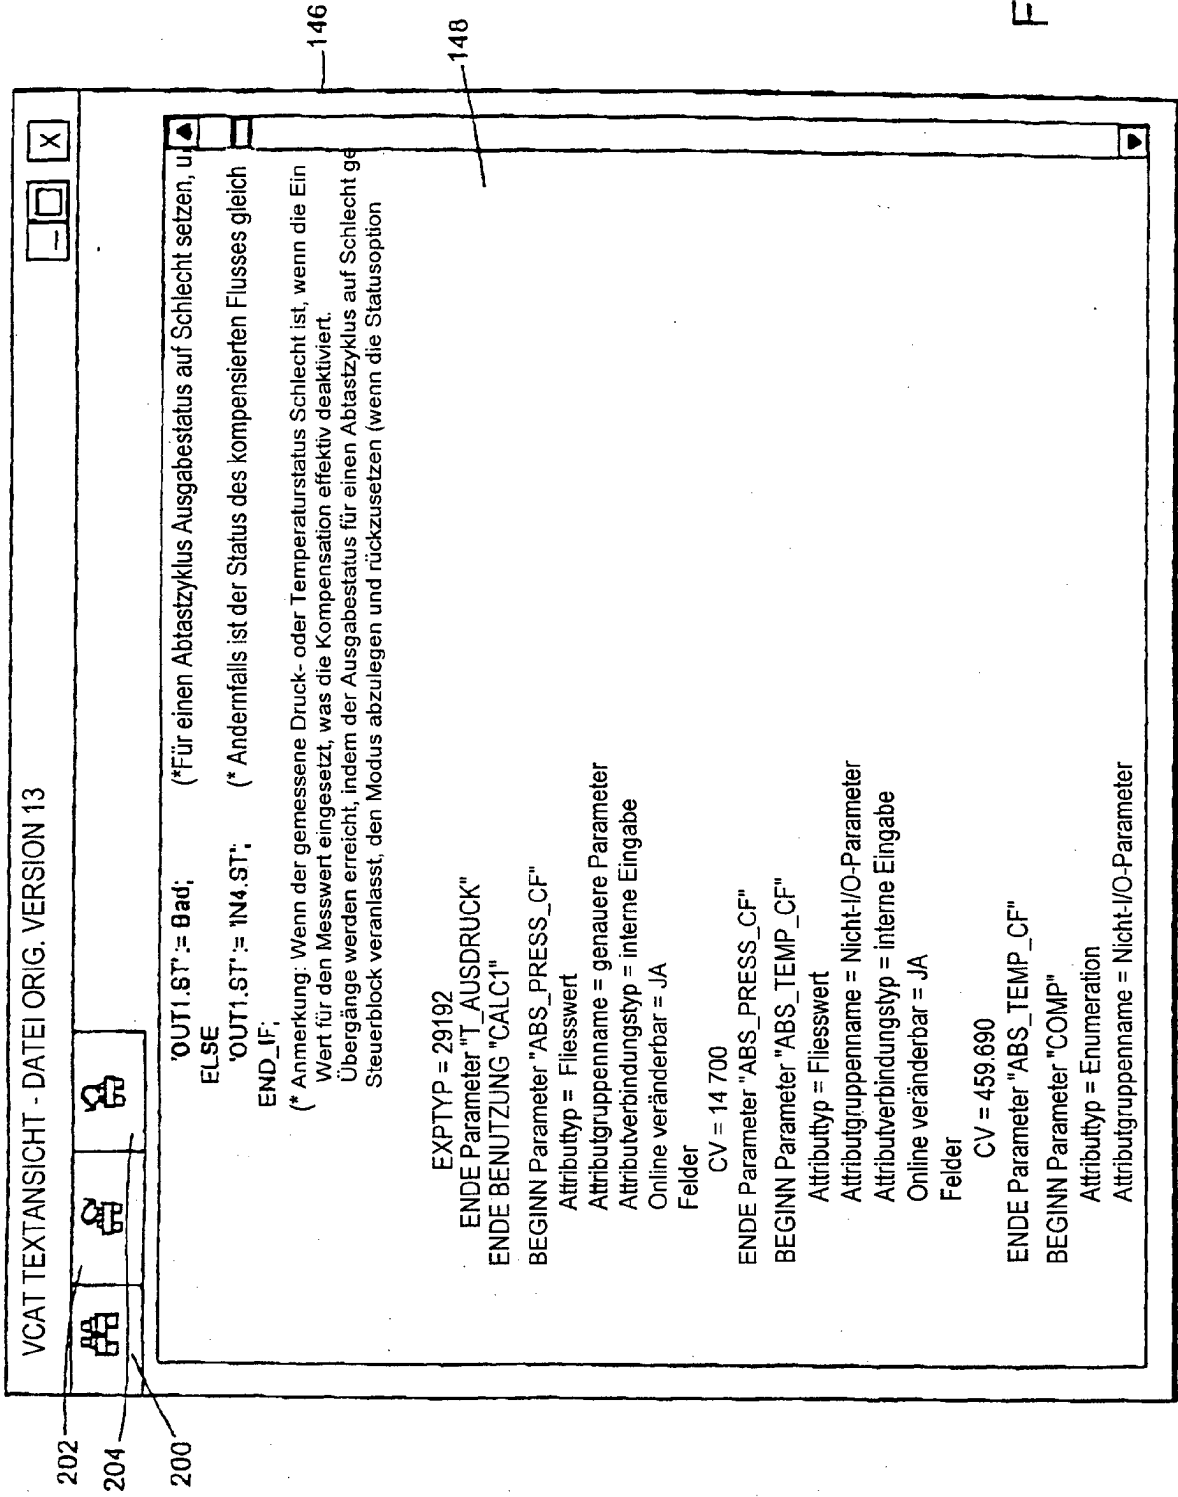 VCAT TEXTANSICHT - DATEI ORIG. VERSION 13
X
202
204
200
146
148
'OUT1.ST':= Bad; (*Für einen Abtastzyklus Ausgabestatus auf Schlecht setzen, u
ELSE
'OUT1.ST':= 'IN4.ST'; (* Andernfalls ist der Status des kompensierten Flusses gleich
END_IF;
(* Anmerkung: Wenn der gemessene Druck- oder Temperaturstatus Schlecht ist, wenn die Ein
Wert für den Messwert eingesetzt, was die Kompensation effektiv deaktiviert.
Übergänge werden erreicht, indem der Ausgabestatus für einen Abtastzyklus auf Schlecht ge
Steuerblock veranlasst, den Modus abzulegen und rückzusetzen (wenn die Statusoption
EXPTYP = 29192
ENDE Parameter "T_AUSDRUCK"
ENDE BENUTZUNG "CALC1"
BEGINN Parameter "ABS_PRESS_CF"
Attributtyp = Fliesswert
Attributgruppenname = genauere Parameter
Attributverbindungstyp = interne Eingabe
Online veränderbar = JA
Felder
CV = 14 700
ENDE Parameter "ABS_PRESS_CF"
BEGINN Parameter "ABS_TEMP_CF"
Attributtyp = Fliesswert
Attributgruppenname = Nicht-I/O-Parameter
Attributverbindungstyp = interne Eingabe
Online veränderbar = JA
Felder
CV = 459.690
ENDE Parameter "ABS_TEMP_CF"
BEGINN Parameter "COMP"
Attributtyp = Enumeration
Attributgruppenname = Nicht-I/O-Parameter
F